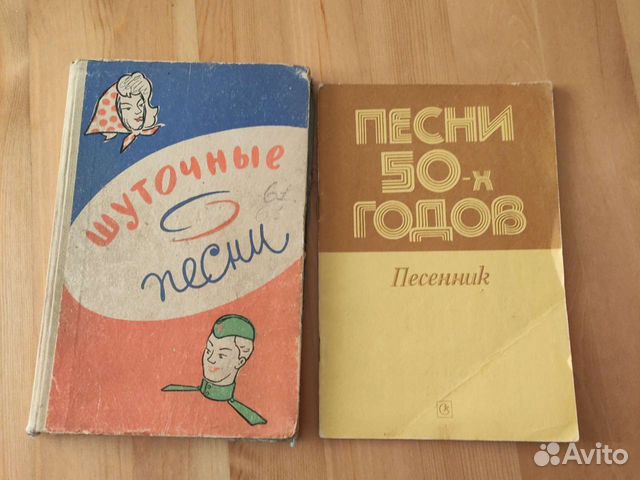 шуточные
песни
ПЕСНИ
50-х
ГОДОВ
Песенник
Avito